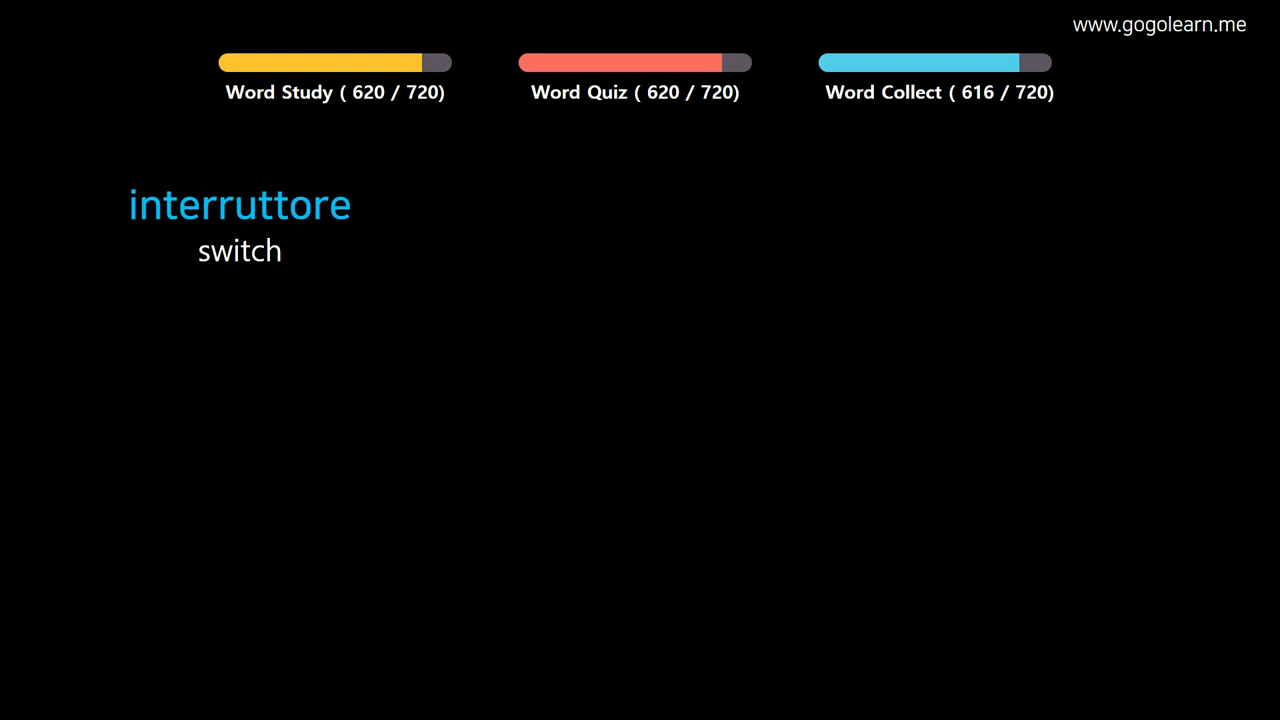 www.gogolearn.me
Word Study ( 620 / 720)
Word Quiz ( 620 / 720)
Word Collect ( 616 / 720)
interruttore
switch